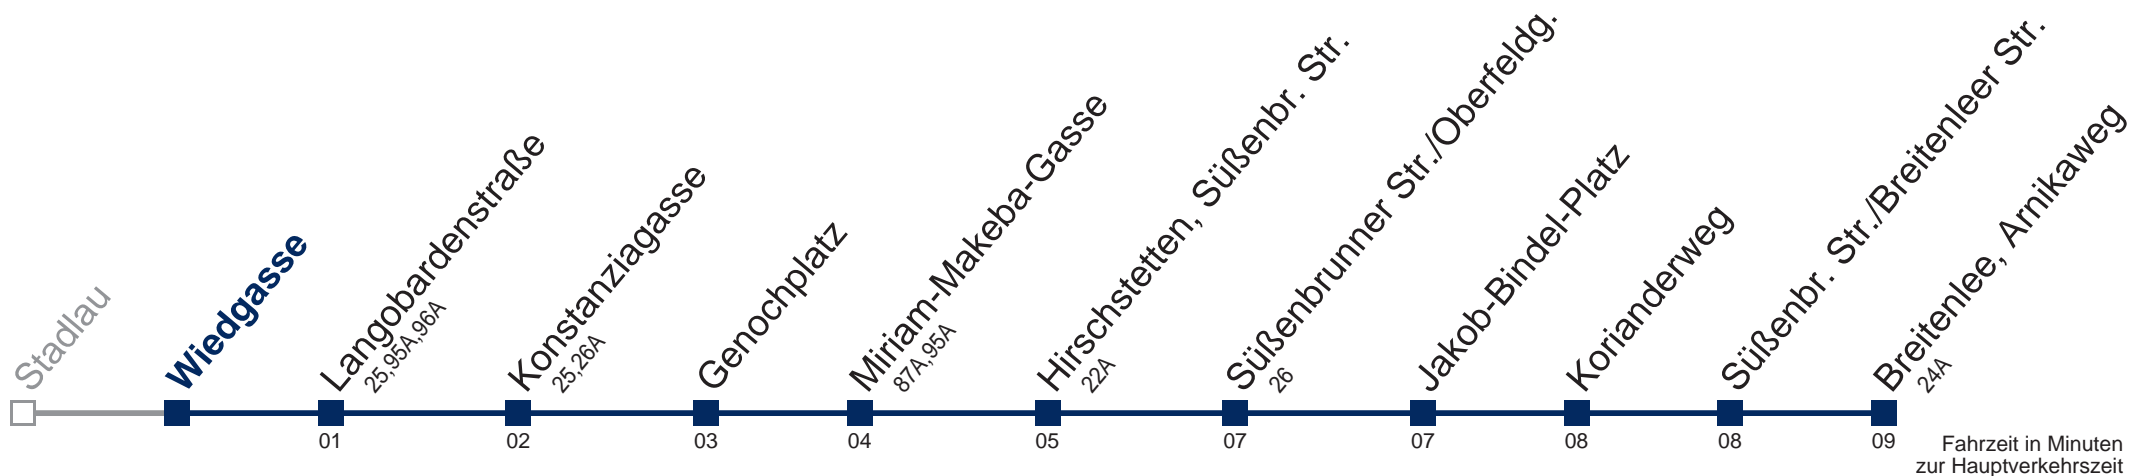 Stadlau
Wiedgasse
Langobardenstraße
25,95A,96A
Konstanziagasse
25,26A
Genochplatz
Miriam-Makeba-Gasse
87A,95A
Hirschstetten, Süßenbr. Str.
22A
Süßenbrunner Str./Oberfeldg.
26
Jakob-Bindel-Platz
Korianderweg
Süßenbr. Str./Breitenleer Str.
Breitenlee, Arnikaweg
24A
01
02
03
04
05
07
07
08
08
09
Fahrzeit in Minuten
zur Hauptverkehrszeit